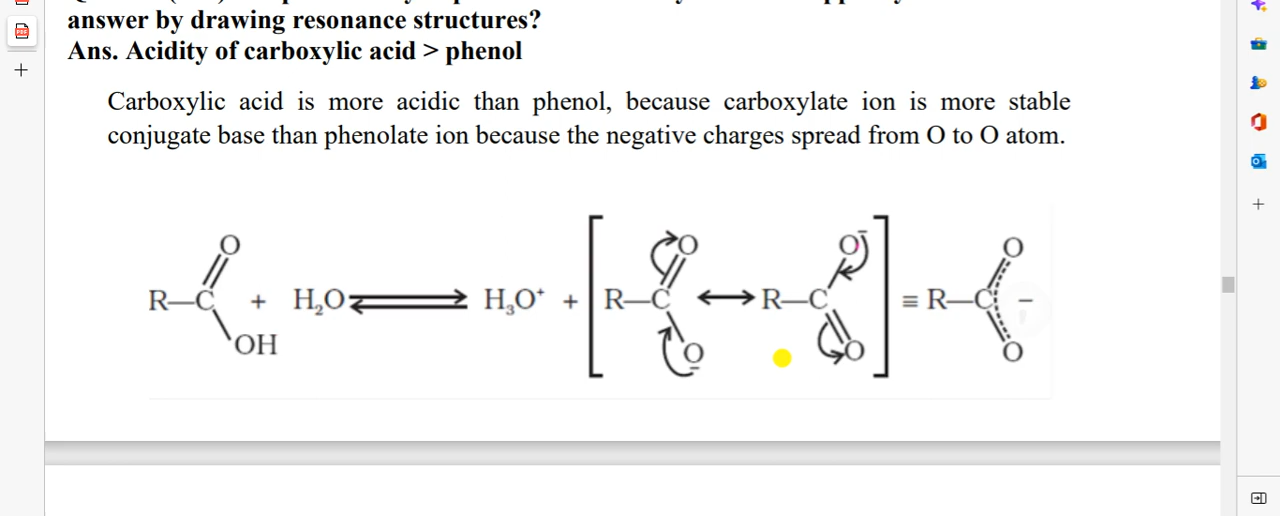 answer by drawing resonance structures?
Ans. Acidity of carboxylic acid > phenol
Carboxylic acid is more acidic than phenol, because carboxylate ion is more stable
conjugate base than phenolate ion because the negative charges spread from O to O atom.
O O O⁻ O
R—C + H₂O ⇌ H₃O⁺ + [ R—C ↔ R—C ] ≡ R—C −
OH O⁻ O O